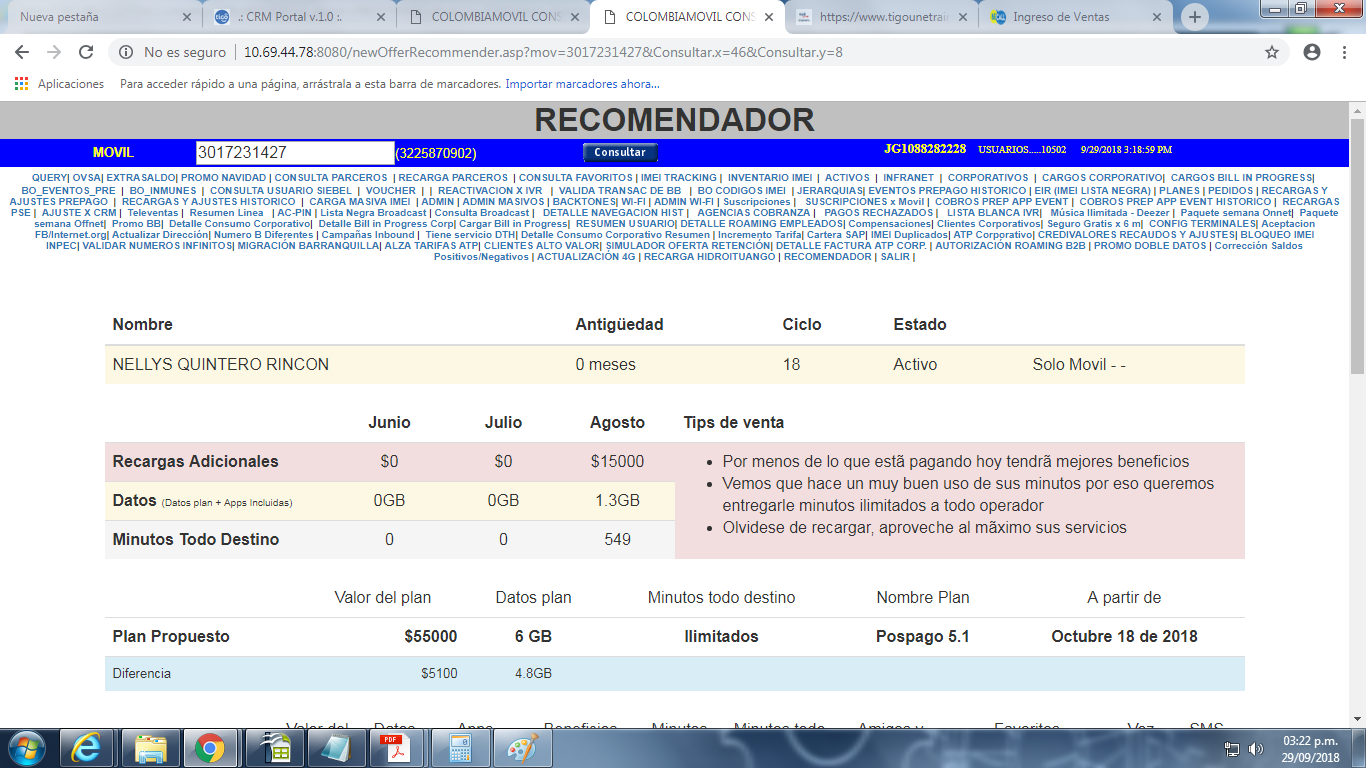 Nueva pestaña
.: CRM Portal v.1.0 :.
COLOMBIAMOVIL CONS
COLOMBIAMOVIL CONS
https://www.tigounetrain
Ingreso de Ventas
No es seguro | 10.69.44.78:8080/newOfferRecommender.asp?mov=3017231427&Consultar.x=46&Consultar.y=8
Aplicaciones Para acceder rápido a una página, arrástrala a esta barra de marcadores. Importar marcadores ahora...
RECOMENDADOR
MOVIL 3017231427 (3225870902) Consultar JG1088282228 USUARIOS.....10502 9/29/2018 3:18:59 PM
QUERY| OVSA| EXTRASALDO| PROMO NAVIDAD | CONSULTA PARCEROS | RECARGA PARCEROS | CONSULTA FAVORITOS | IMEI TRACKING | INVENTARIO IMEI | ACTIVOS | INFRANET | CORPORATIVOS | CARGOS CORPORATIVO| CARGOS BILL IN PROGRESS|
BO_EVENTOS_PRE | BO_INMUNES | CONSULTA USUARIO SIEBEL | VOUCHER | | REACTIVACION X IVR | VALIDA TRANSAC DE BB | BO CODIGOS IMEI | JERARQUIAS| EVENTOS PREPAGO HISTORICO | EIR (IMEI LISTA NEGRA) | PLANES | PEDIDOS | RECARGAS Y
AJUSTES PREPAGO | RECARGAS Y AJUSTES HISTORICO | CARGA MASIVA IMEI | ADMIN | ADMIN MASIVOS | BACKTONES| WI-FI | ADMIN WI-FI | Suscripciones | SUSCRIPCIONES x Movil | COBROS PREP APP EVENT | COBROS PREP APP EVENT HISTORICO | RECARGAS
PSE | AJUSTE X CRM | Televentas | Resumen Linea | AC-PIN | Lista Negra Broadcast | Consulta Broadcast | DETALLE NAVEGACION HIST | AGENCIAS COBRANZA | PAGOS RECHAZADOS | LISTA BLANCA IVR| Música Ilimitada - Deezer | Paquete semana Onnet| Paquete
semana Offnet| Promo BB| Detalle Consumo Corporativo| Detalle Bill in Progress Corp| Cargar Bill in Progress| RESUMEN USUARIO| DETALLE ROAMING EMPLEADOS| Compensaciones| Clientes Corporativos| Seguro Gratis x 6 m| CONFIG TERMINALES| Aceptacion
FB/Internet.org| Actualizar Dirección| Numero B Diferentes | Campañas Inbound | Tiene servicio DTH| Detalle Consumo Corporativo Resumen | Incremento Tarifa| Cartera SAP| IMEI Duplicados| ATP Corporativo| CREDIVALORES RECAUDOS Y AJUSTES| BLOQUEO IMEI
INPEC| VALIDAR NUMEROS INFINITOS| MIGRACIÓN BARRANQUILLA| ALZA TARIFAS ATP| CLIENTES ALTO VALOR| SIMULADOR OFERTA RETENCIÓN| DETALLE FACTURA ATP CORP. | AUTORIZACIÓN ROAMING B2B | PROMO DOBLE DATOS | Corrección Saldos
Positivos/Negativos | ACTUALIZACIÓN 4G | RECARGA HIDROITUANGO | RECOMENDADOR | SALIR |
Nombre Antigüedad Ciclo Estado
NELLYS QUINTERO RINCON 0 meses 18 Activo Solo Movil - -
Junio Julio Agosto Tips de venta
Recargas Adicionales $0 $0 $15000
Datos (Datos plan + Apps Incluidas) 0GB 0GB 1.3GB
Minutos Todo Destino 0 0 549
• Por menos de lo que estã pagando hoy tendrã mejores beneficios
• Vemos que hace un muy buen uso de sus minutos por eso queremos
entregarle minutos ilimitados a todo operador
• Olvidese de recargar, aproveche al mãximo sus servicios
Valor del plan Datos plan Minutos todo destino Nombre Plan A partir de
Plan Propuesto $55000 6 GB Ilimitados Pospago 5.1 Octubre 18 de 2018
Diferencia $5100 4.8GB
Valor del Datos Apps Beneficios Minutos Minutos todo Amigos y Favoritos Voz SMS
03:22 p.m.
29/09/2018